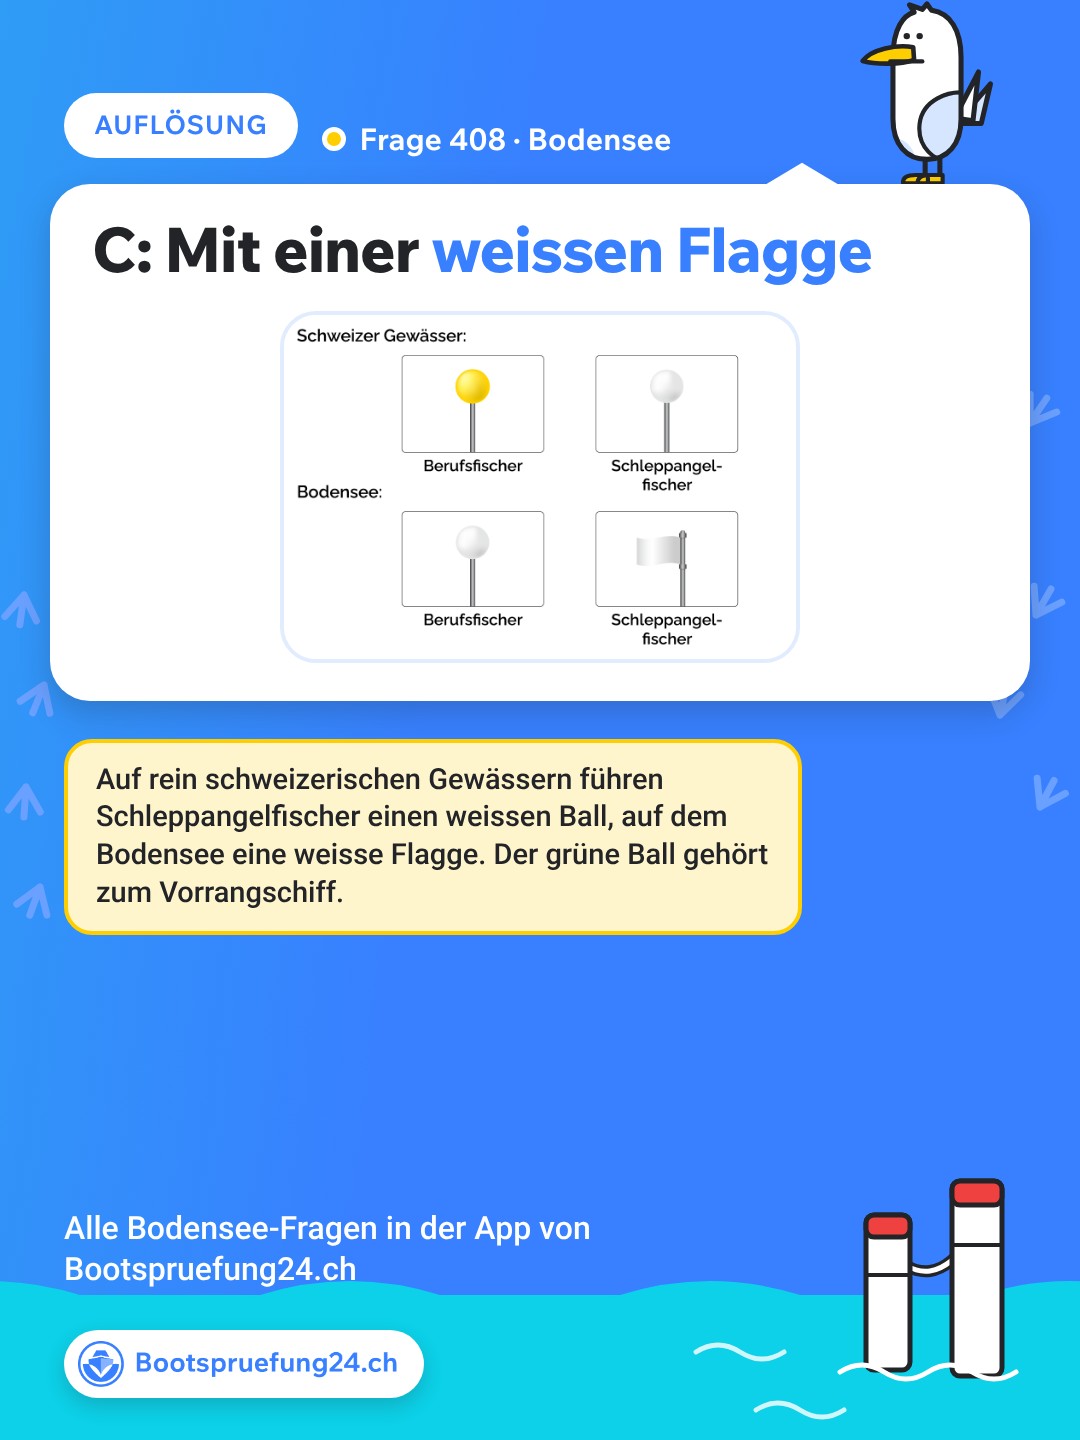 AUFLÖSUNG
Frage 408 · Bodensee
C: Mit einer weissen Flagge
Schweizer Gewässer:
Berufsfischer
Schleppangel-
fischer
Bodensee:
Berufsfischer
Schleppangel-
fischer
Auf rein schweizerischen Gewässern führen
Schleppangelfischer einen weissen Ball, auf dem
Bodensee eine weisse Flagge. Der grüne Ball gehört
zum Vorrangschiff.
Alle Bodensee-Fragen in der App von
Bootspruefung24.ch
Bootspruefung24.ch